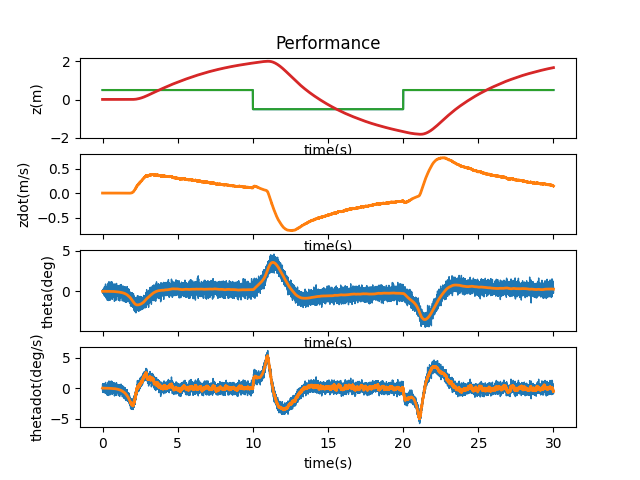 Performance
2
0
−2
z(m)
time(s)
0.5
0.0
−0.5
zdot(m/s)
time(s)
5
0
theta(deg)
time(s)
5
0
−5
thetadot(deg/s)
0 5 10 15 20 25 30
time(s)